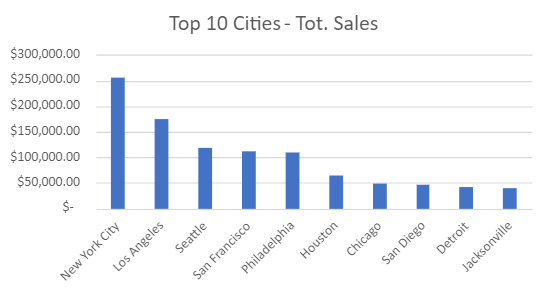 Top 10 Cities - Tot. Sales
$300,000.00
$250,000.00
$200,000.00
$150,000.00
$100,000.00
$50,000.00
$-
New York City
Los Angeles
Seattle
San Francisco
Philadelphia
Houston
Chicago
San Diego
Detroit
Jacksonville